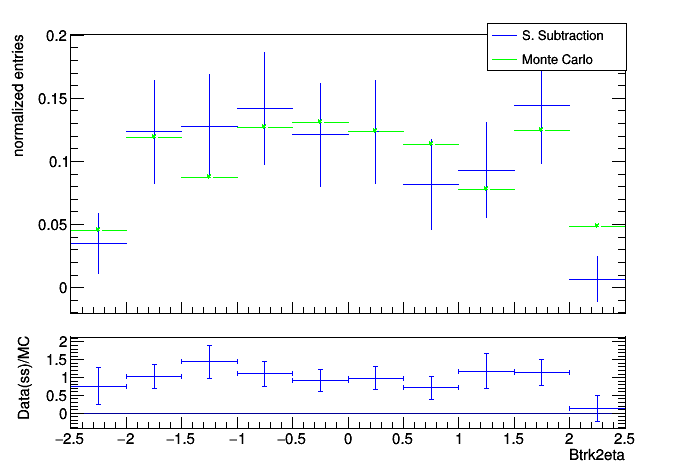 normalized entries
S. Subtraction
Monte Carlo
0.2
0.15
0.1
0.05
0
Data(ss)/MC
2
1.5
1
0.5
0
−2.5 −2 −1.5 −1 −0.5 0 0.5 1 1.5 2 2.5
Btrk2eta